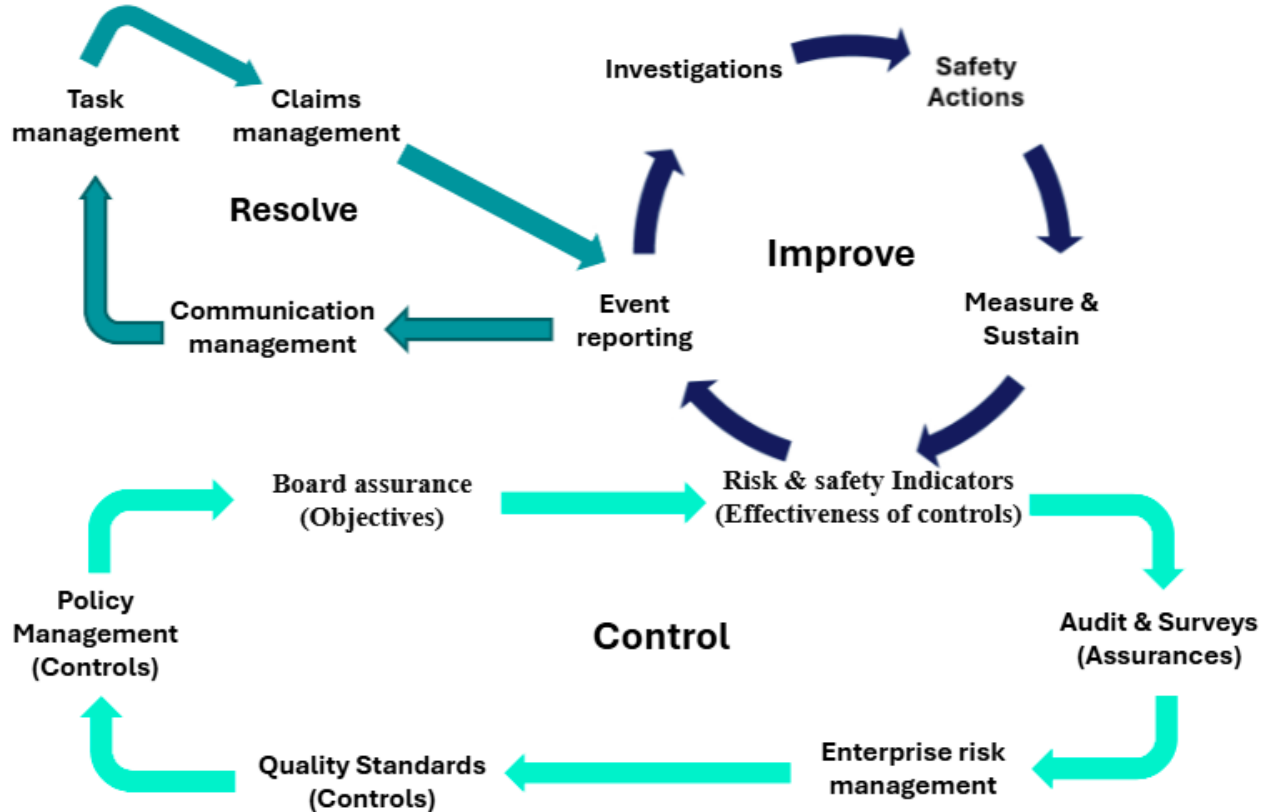 Task
management
Claims
management
Resolve
Communication
management
Investigations
Safety
Actions
Improve
Event
reporting
Measure &
Sustain
Board assurance
(Objectives)
Risk & safety Indicators
(Effectiveness of controls)
Policy
Management
(Controls)
Control
Audit & Surveys
(Assurances)
Quality Standards
(Controls)
Enterprise risk
management